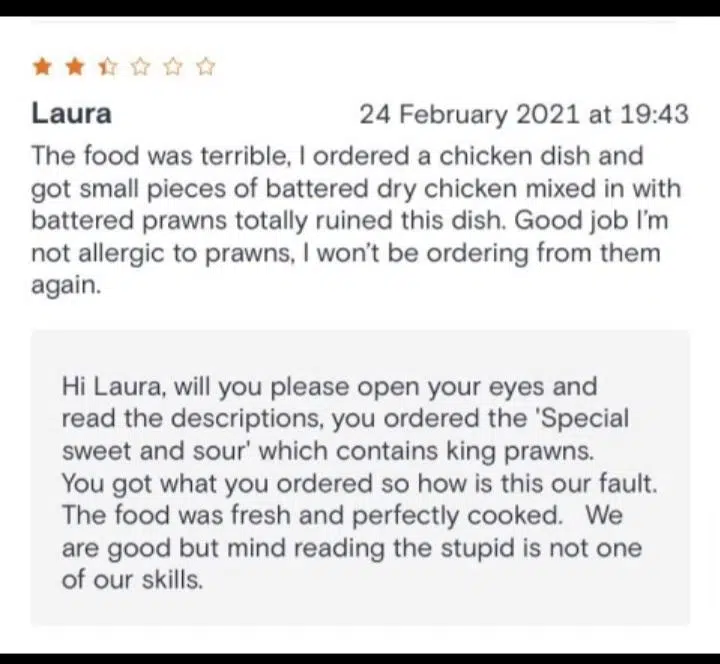 Laura
24 February 2021 at 19:43
The food was terrible, I ordered a chicken dish and
got small pieces of battered dry chicken mixed in with
battered prawns totally ruined this dish. Good job I'm
not allergic to prawns, I won't be ordering from them
again.
Hi Laura, will you please open your eyes and
read the descriptions, you ordered the 'Special
sweet and sour' which contains king prawns.
You got what you ordered so how is this our fault.
The food was fresh and perfectly cooked.   We
are good but mind reading the stupid is not one
of our skills.